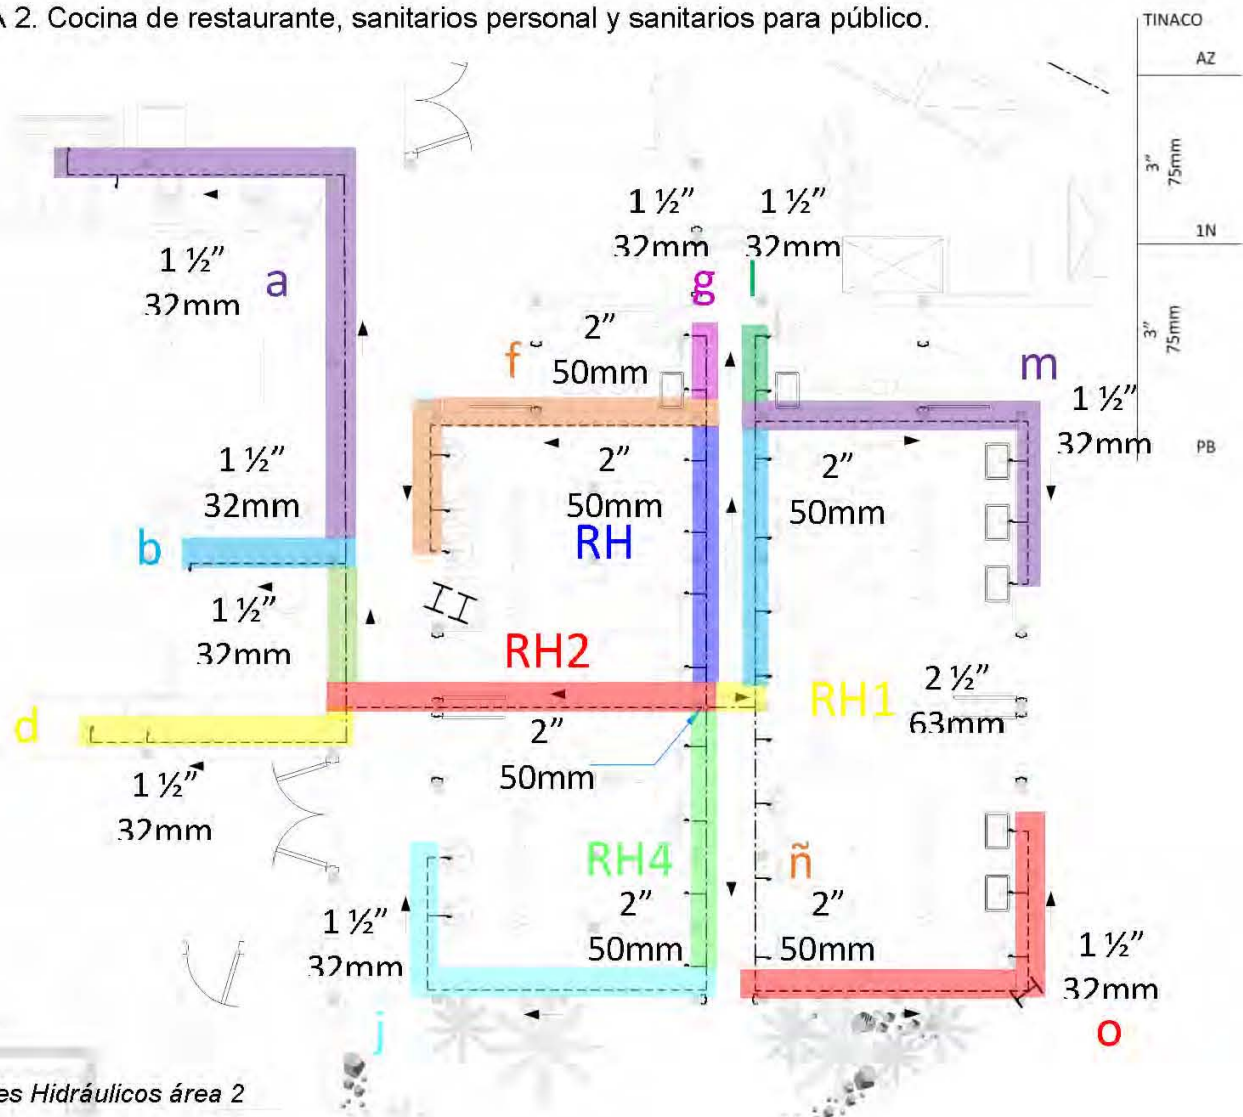 A 2. Cocina de restaurante, sanitarios personal y sanitarios para público.
TINACO
AZ
3”
75mm
1N
3”
75mm
PB
1 ½”
32mm
1 ½”
32mm
1 ½”
32mm
a
g
l
2”
50mm
f
m
1 ½”
32mm
1 ½”
32mm
2”
50mm
2”
50mm
b
RH
1 ½”
32mm
RH2
RH1
2 ½”
63mm
d
2”
50mm
1 ½”
32mm
RH4
ñ
2”
50mm
2”
50mm
1 ½”
32mm
1 ½”
32mm
j
o
es Hidráulicos área 2